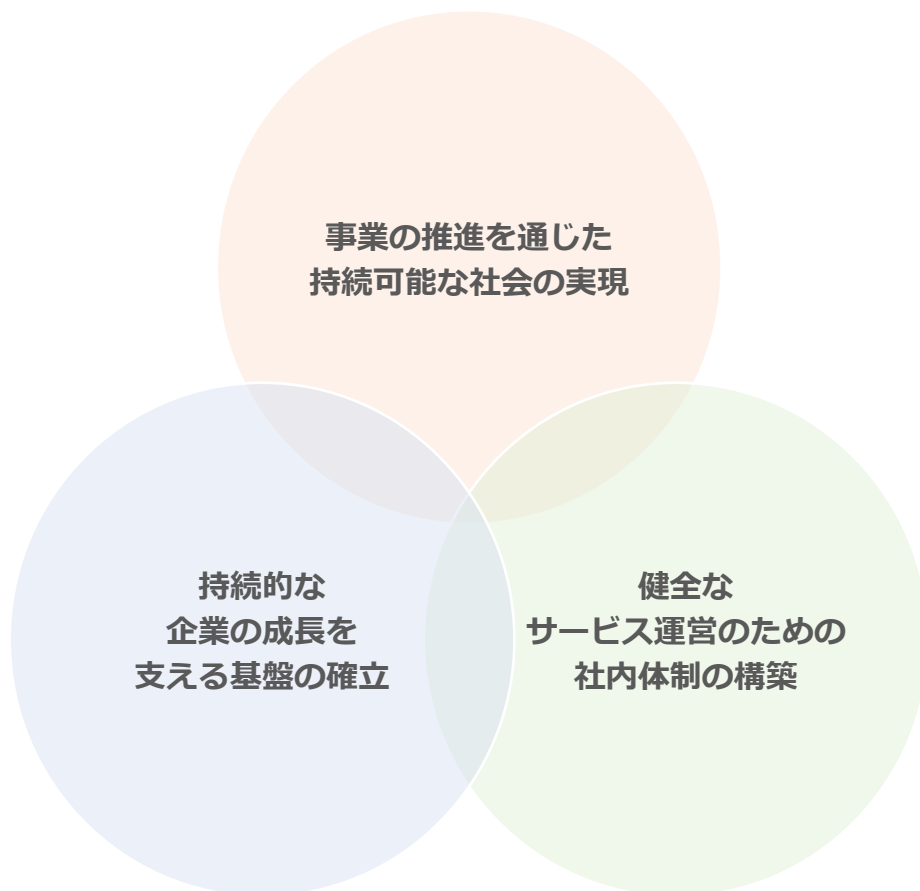 事業の推進を通じた
持続可能な社会の実現
持続的な
企業の成長を
支える基盤の確立
健全な
サービス運営のための
社内体制の構築